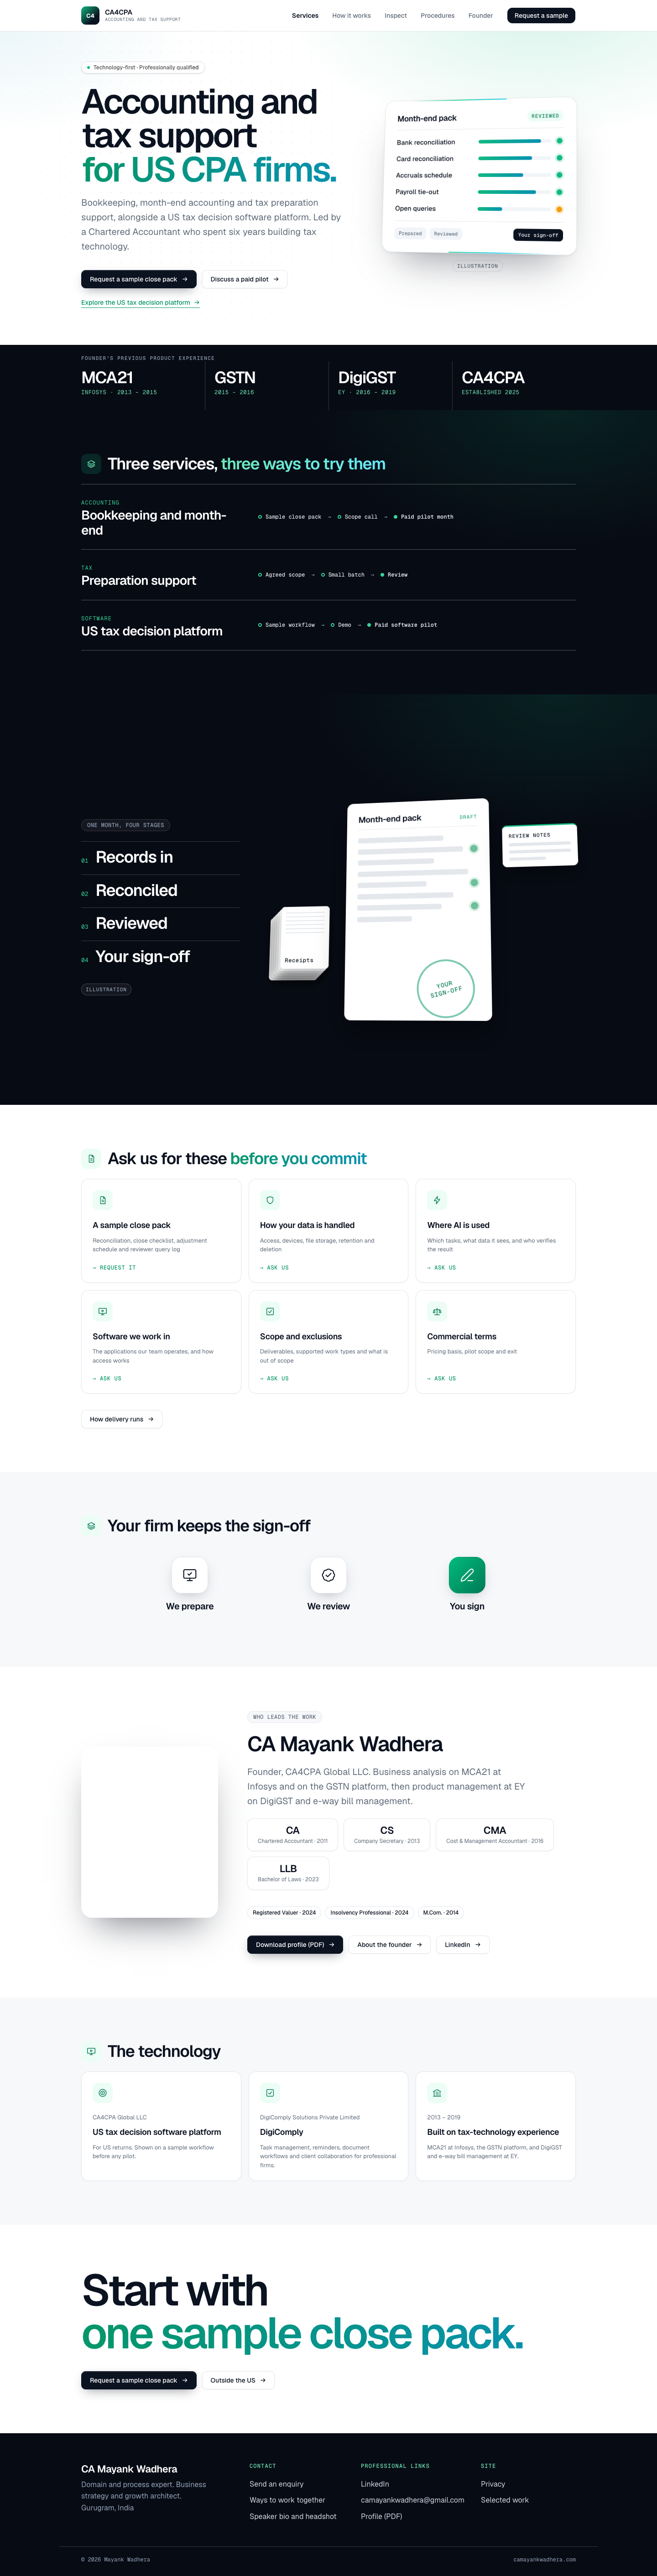 C4
CA4CPA
ACCOUNTING AND TAX SUPPORT
Services
How it works
Inspect
Procedures
Founder
Request a sample
Technology-first · Professionally qualified
Accounting and
tax support
for US CPA firms.
Bookkeeping, month-end accounting and tax preparation
support, alongside a US tax decision software platform. Led by
a Chartered Accountant who spent six years building tax
technology.
Request a sample close pack →
Discuss a paid pilot →
Explore the US tax decision platform →
Month-end pack
REVIEWED
Bank reconciliation
Card reconciliation
Accruals schedule
Payroll tie-out
Open queries
Prepared
Reviewed
Your sign-off
ILLUSTRATION
FOUNDER'S PREVIOUS PRODUCT EXPERIENCE
MCA21
INFOSYS · 2013 – 2015
GSTN
2015 – 2016
DigiGST
EY · 2016 – 2019
CA4CPA
ESTABLISHED 2025
Three services, three ways to try them
ACCOUNTING
Bookkeeping and month-
end
Sample close pack → Scope call → Paid pilot month
TAX
Preparation support
Agreed scope → Small batch → Review
SOFTWARE
US tax decision platform
Sample workflow → Demo → Paid software pilot
ONE MONTH, FOUR STAGES
01 Records in
02 Reconciled
03 Reviewed
04 Your sign-off
ILLUSTRATION
Receipts
Month-end pack
DRAFT
YOUR
SIGN-OFF
REVIEW NOTES
Ask us for these before you commit
A sample close pack
Reconciliation, close checklist, adjustment
schedule and reviewer query log
→ REQUEST IT
How your data is handled
Access, devices, file storage, retention and
deletion
→ ASK US
Where AI is used
Which tasks, what data it sees, and who verifies
the result
→ ASK US
Software we work in
The applications our team operates, and how
access works
→ ASK US
Scope and exclusions
Deliverables, supported work types and what is
out of scope
→ ASK US
Commercial terms
Pricing basis, pilot scope and exit
→ ASK US
How delivery runs →
Your firm keeps the sign-off
We prepare
We review
You sign
WHO LEADS THE WORK
CA Mayank Wadhera
Founder, CA4CPA Global LLC. Business analysis on MCA21 at
Infosys and on the GSTN platform, then product management at EY
on DigiGST and e-way bill management.
CA
Chartered Accountant · 2011
CS
Company Secretary · 2013
CMA
Cost & Management Accountant · 2016
LLB
Bachelor of Laws · 2023
Registered Valuer · 2024
Insolvency Professional · 2024
M.Com. · 2014
Download profile (PDF) →
About the founder →
LinkedIn →
The technology
CA4CPA Global LLC
US tax decision software platform
For US returns. Shown on a sample workflow
before any pilot.
DigiComply Solutions Private Limited
DigiComply
Task management, reminders, document
workflows and client collaboration for professional
firms.
2013 – 2019
Built on tax-technology experience
MCA21 at Infosys, the GSTN platform, and DigiGST
and e-way bill management at EY.
Start with
one sample close pack.
Request a sample close pack →
Outside the US →
CA Mayank Wadhera
Domain and process expert. Business
strategy and growth architect.
Gurugram, India
CONTACT
Send an enquiry
Ways to work together
Speaker bio and headshot
PROFESSIONAL LINKS
LinkedIn
camayankwadhera@gmail.com
Profile (PDF)
SITE
Privacy
Selected work
© 2026 Mayank Wadhera
camayankwadhera.com